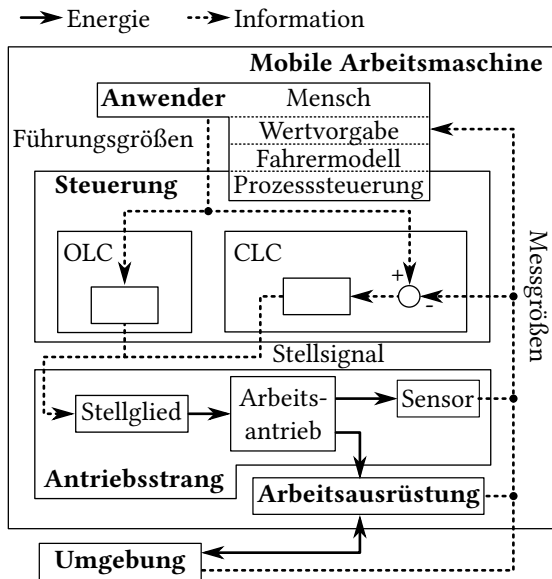 Energie
Information
Mobile Arbeitsmaschine
Anwender
Mensch
Führungsgrößen
Wertvorgabe
Fahrermodell
Steuerung
Prozesssteuerung
OLC
CLC
+
-
Messgrößen
Stellsignal
Stellglied
Arbeits-
antrieb
Sensor
Antriebsstrang
Arbeitsausrüstung
Umgebung